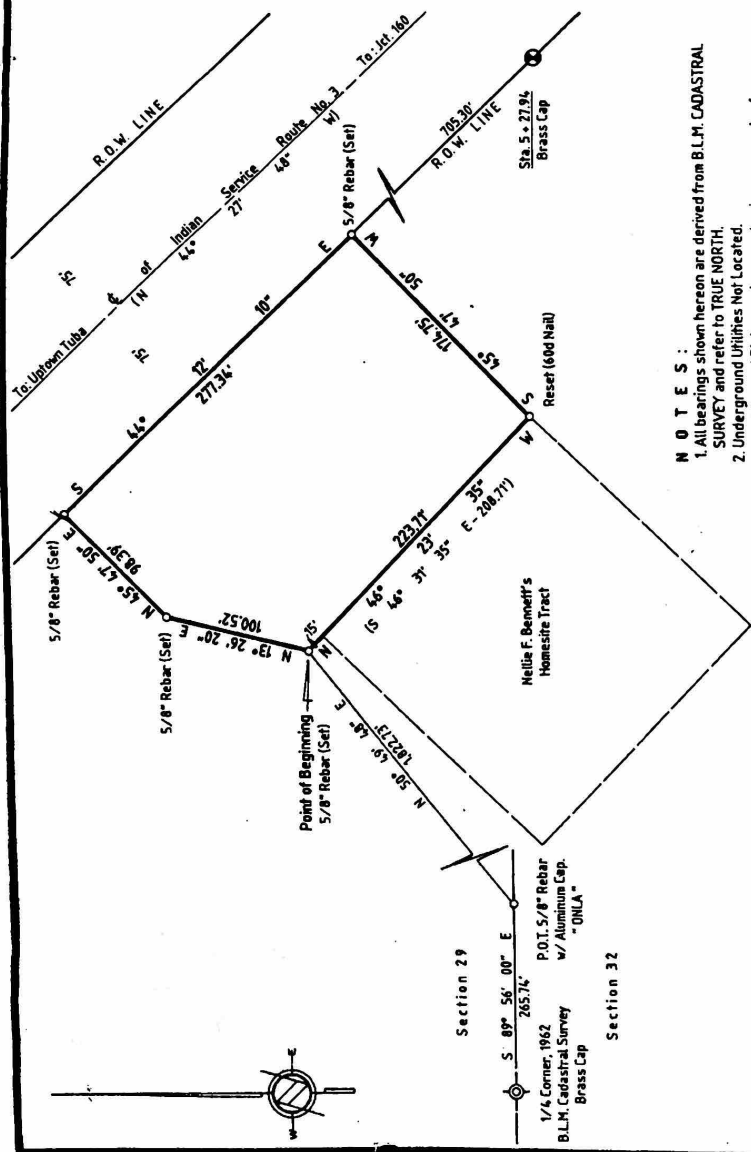 R.O.W. LINE
To: Uptown Tuba
℄ of Indian Service Route No. 3
To: Jct. 160
(N 44° 27' 48" W)
75'
75'
5/8" Rebar (Set)
S 44° 12' 10" E
277.34'
5/8" Rebar (Set)
705.30'
R.O.W. LINE
Sta. 5 + 27.94
Brass Cap
N 45° 47' 50" E
98.39'
5/8" Rebar (Set)
N 13° 26' 20" E
100.52'
S 45° 47' 50" W
174.75'
Reset (60d Nail)
Point of Beginning
5/8" Rebar (Set)
15'
N 46° 23' 35" W
223.71'
(S 46° 31' 35" E - 208.71')
Nellie F. Bennett's
Homesite Tract
N 50° 49' 48" E
1,822.73'
Section 29
S 89° 56' 00" E
265.74'
P.O.T. 5/8" Rebar
w/ Aluminum Cap.
"ONLA"
1/4 Corner, 1962
B.L.M. Cadastral Survey
Brass Cap
Section 32
W
E
N O T E S :
1. All bearings shown hereon are derived from B.L.M. CADASTRAL
SURVEY and refer to TRUE NORTH.
2. Underground Utilities Not Located.